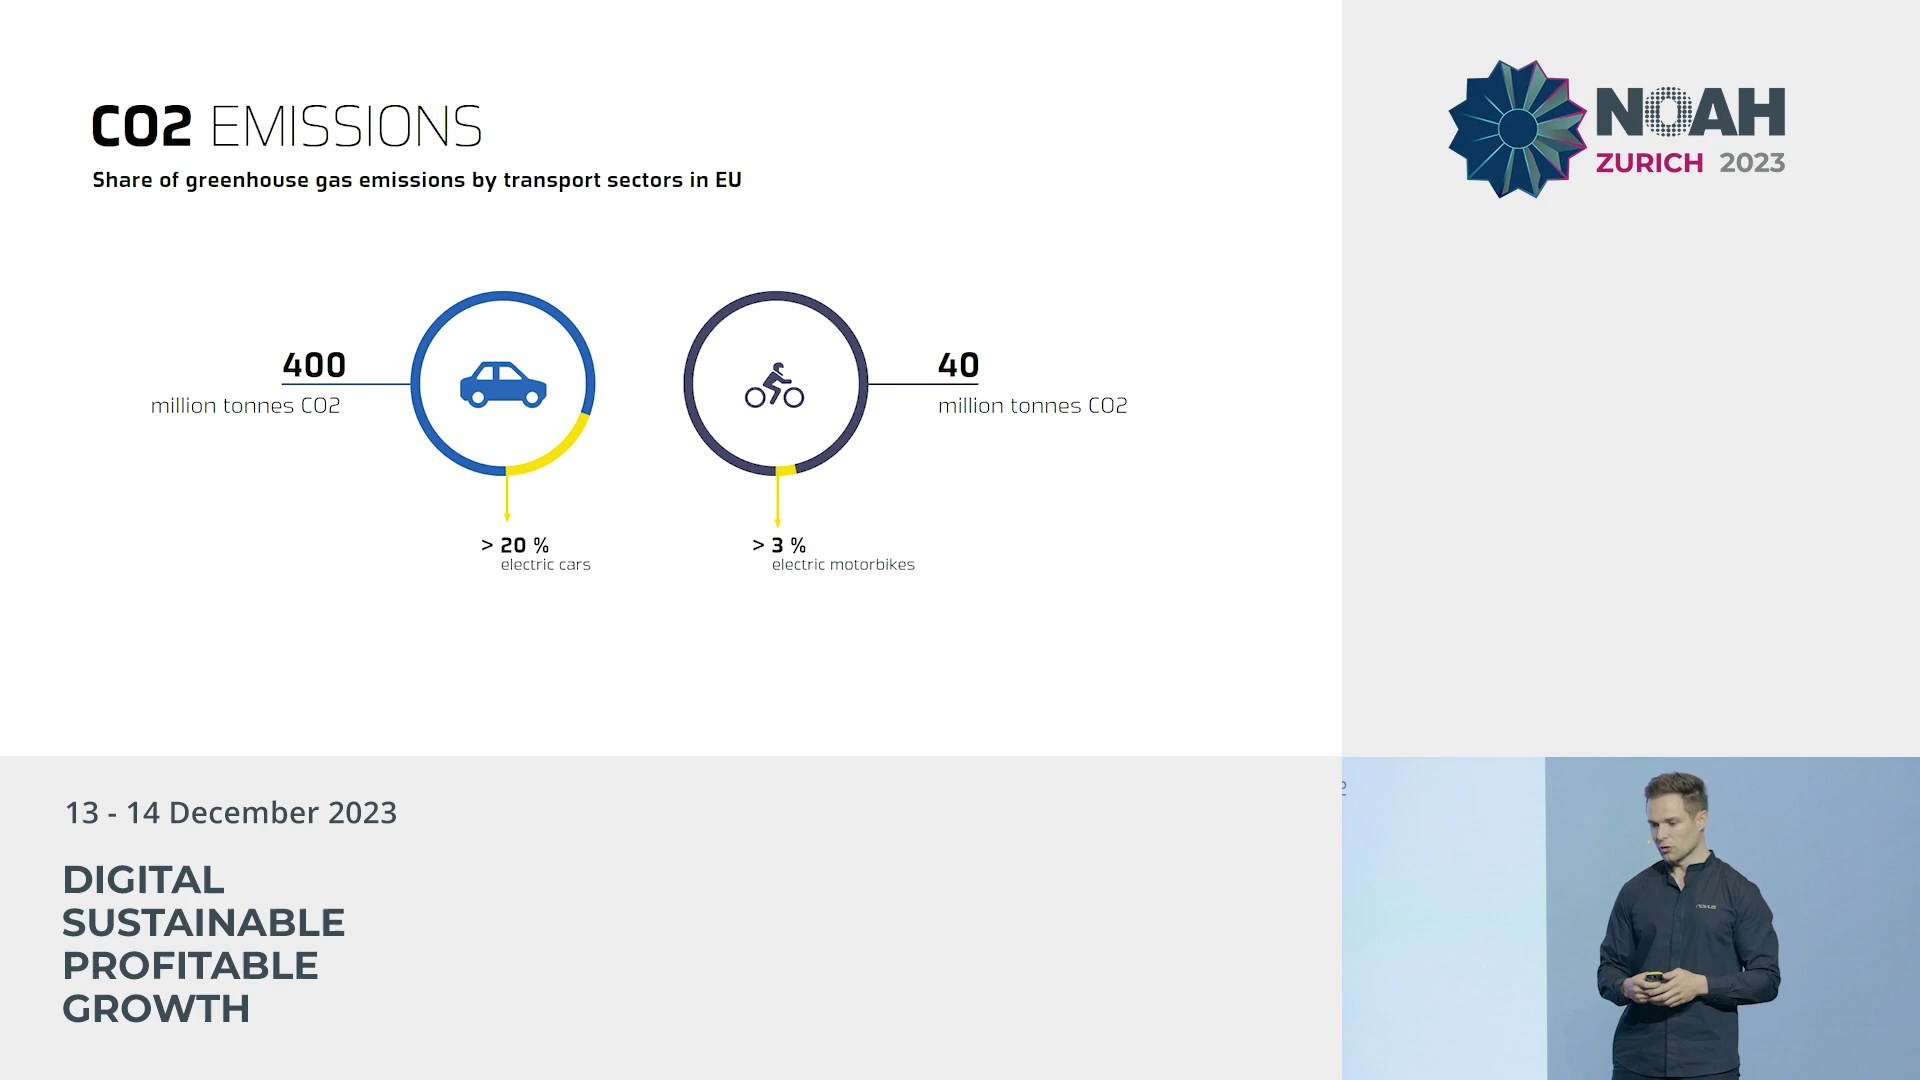 CO2 EMISSIONS
Share of greenhouse gas emissions by transport sectors in EU
400
million tonnes CO2
40
million tonnes CO2
> 20 %
electric cars
> 3 %
electric motorbikes
NOAH
ZURICH 2023
13 - 14 December 2023
DIGITAL
SUSTAINABLE
PROFITABLE
GROWTH